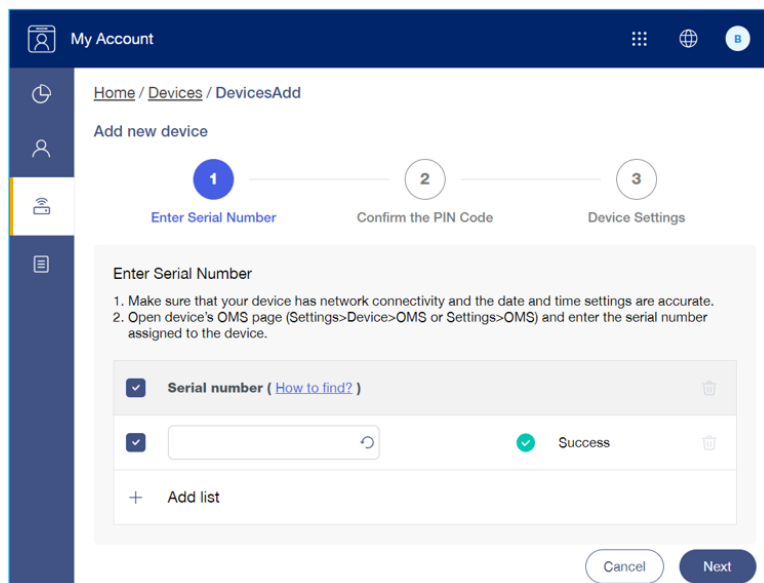 My Account
B
Home / Devices / DevicesAdd
Add new device
1
2
3
Enter Serial Number
Confirm the PIN Code
Device Settings
Enter Serial Number
1. Make sure that your device has network connectivity and the date and time settings are accurate.
2. Open device's OMS page (Settings>Device>OMS or Settings>OMS) and enter the serial number
assigned to the device.
Serial number ( How to find? )
Success
Add list
Cancel
Next